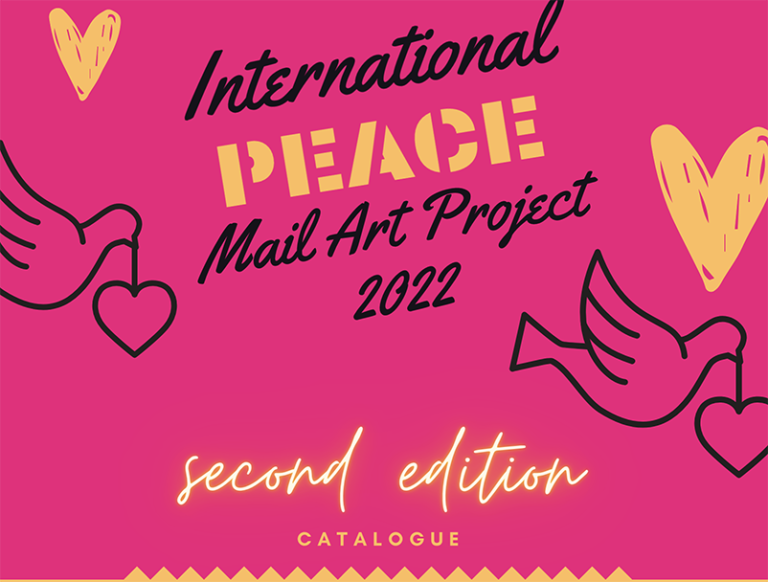 International
PEACE
Mail Art Project
2022
second edition
CATALOGUE